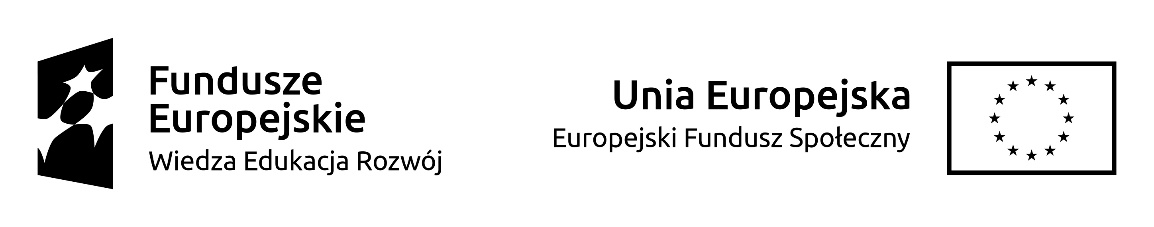 Fundusze
Europejskie
Wiedza Edukacja Rozwój
Unia Europejska
Europejski Fundusz Społeczny